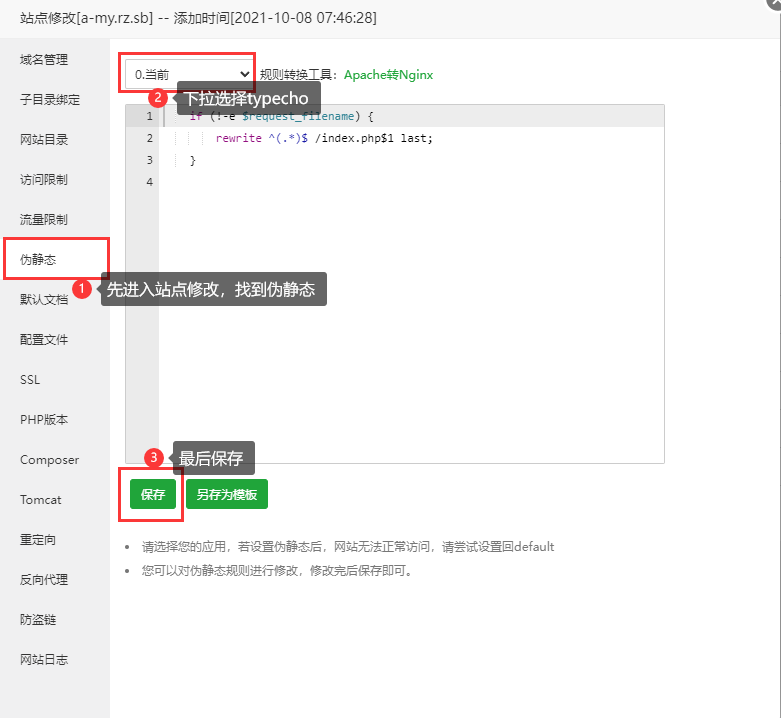 站点修改[a-my.rz.sb] -- 添加时间[2021-10-08 07:46:28]
域名管理
子目录绑定
网站目录
访问限制
流量限制
伪静态
默认文档
配置文件
SSL
PHP版本
Composer
Tomcat
重定向
反向代理
防盗链
网站日志
0.当前
规则转换工具：Apache转Nginx
2 下拉选择typecho
1 if (!-e $request_filename) {
2 rewrite ^(.*)$ /index.php$1 last;
3 }
4
1 先进入站点修改，找到伪静态
3 最后保存
保存 另存为模板
• 请选择您的应用，若设置伪静态后，网站无法正常访问，请尝试设置回default
• 您可以对伪静态规则进行修改，修改完后保存即可。